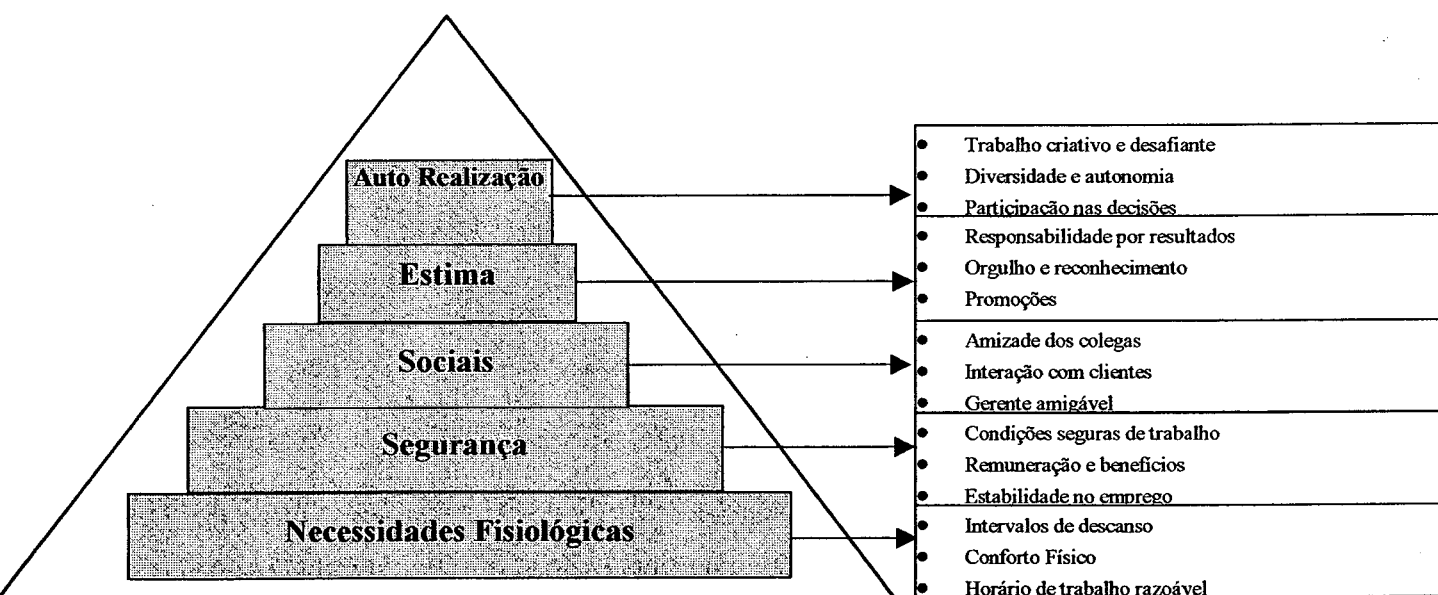 Auto Realização
• Trabalho criativo e desafiante
• Diversidade e autonomia
• Participação nas decisões
Estima
• Responsabilidade por resultados
• Orgulho e reconhecimento
• Promoções
Sociais
• Amizade dos colegas
• Interação com clientes
• Gerente amigável
Segurança
• Condições seguras de trabalho
• Remuneração e benefícios
• Estabilidade no emprego
Necessidades Fisiológicas
• Intervalos de descanso
• Conforto Físico
• Horário de trabalho razoável